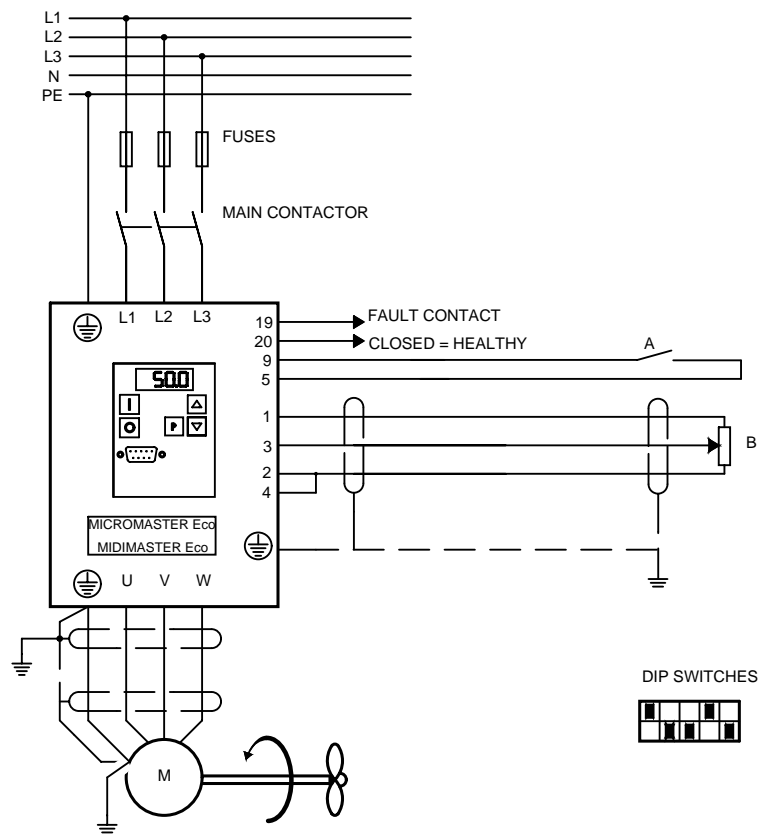 L1
L2
L3
N
PE
FUSES
MAIN CONTACTOR
L1 L2 L3
19 FAULT CONTACT
20 CLOSED = HEALTHY
A
9
5
50.0
1
3
B
P
2
4
MICROMASTER Eco
MIDIMASTER Eco
U V W
DIP SWITCHES
M